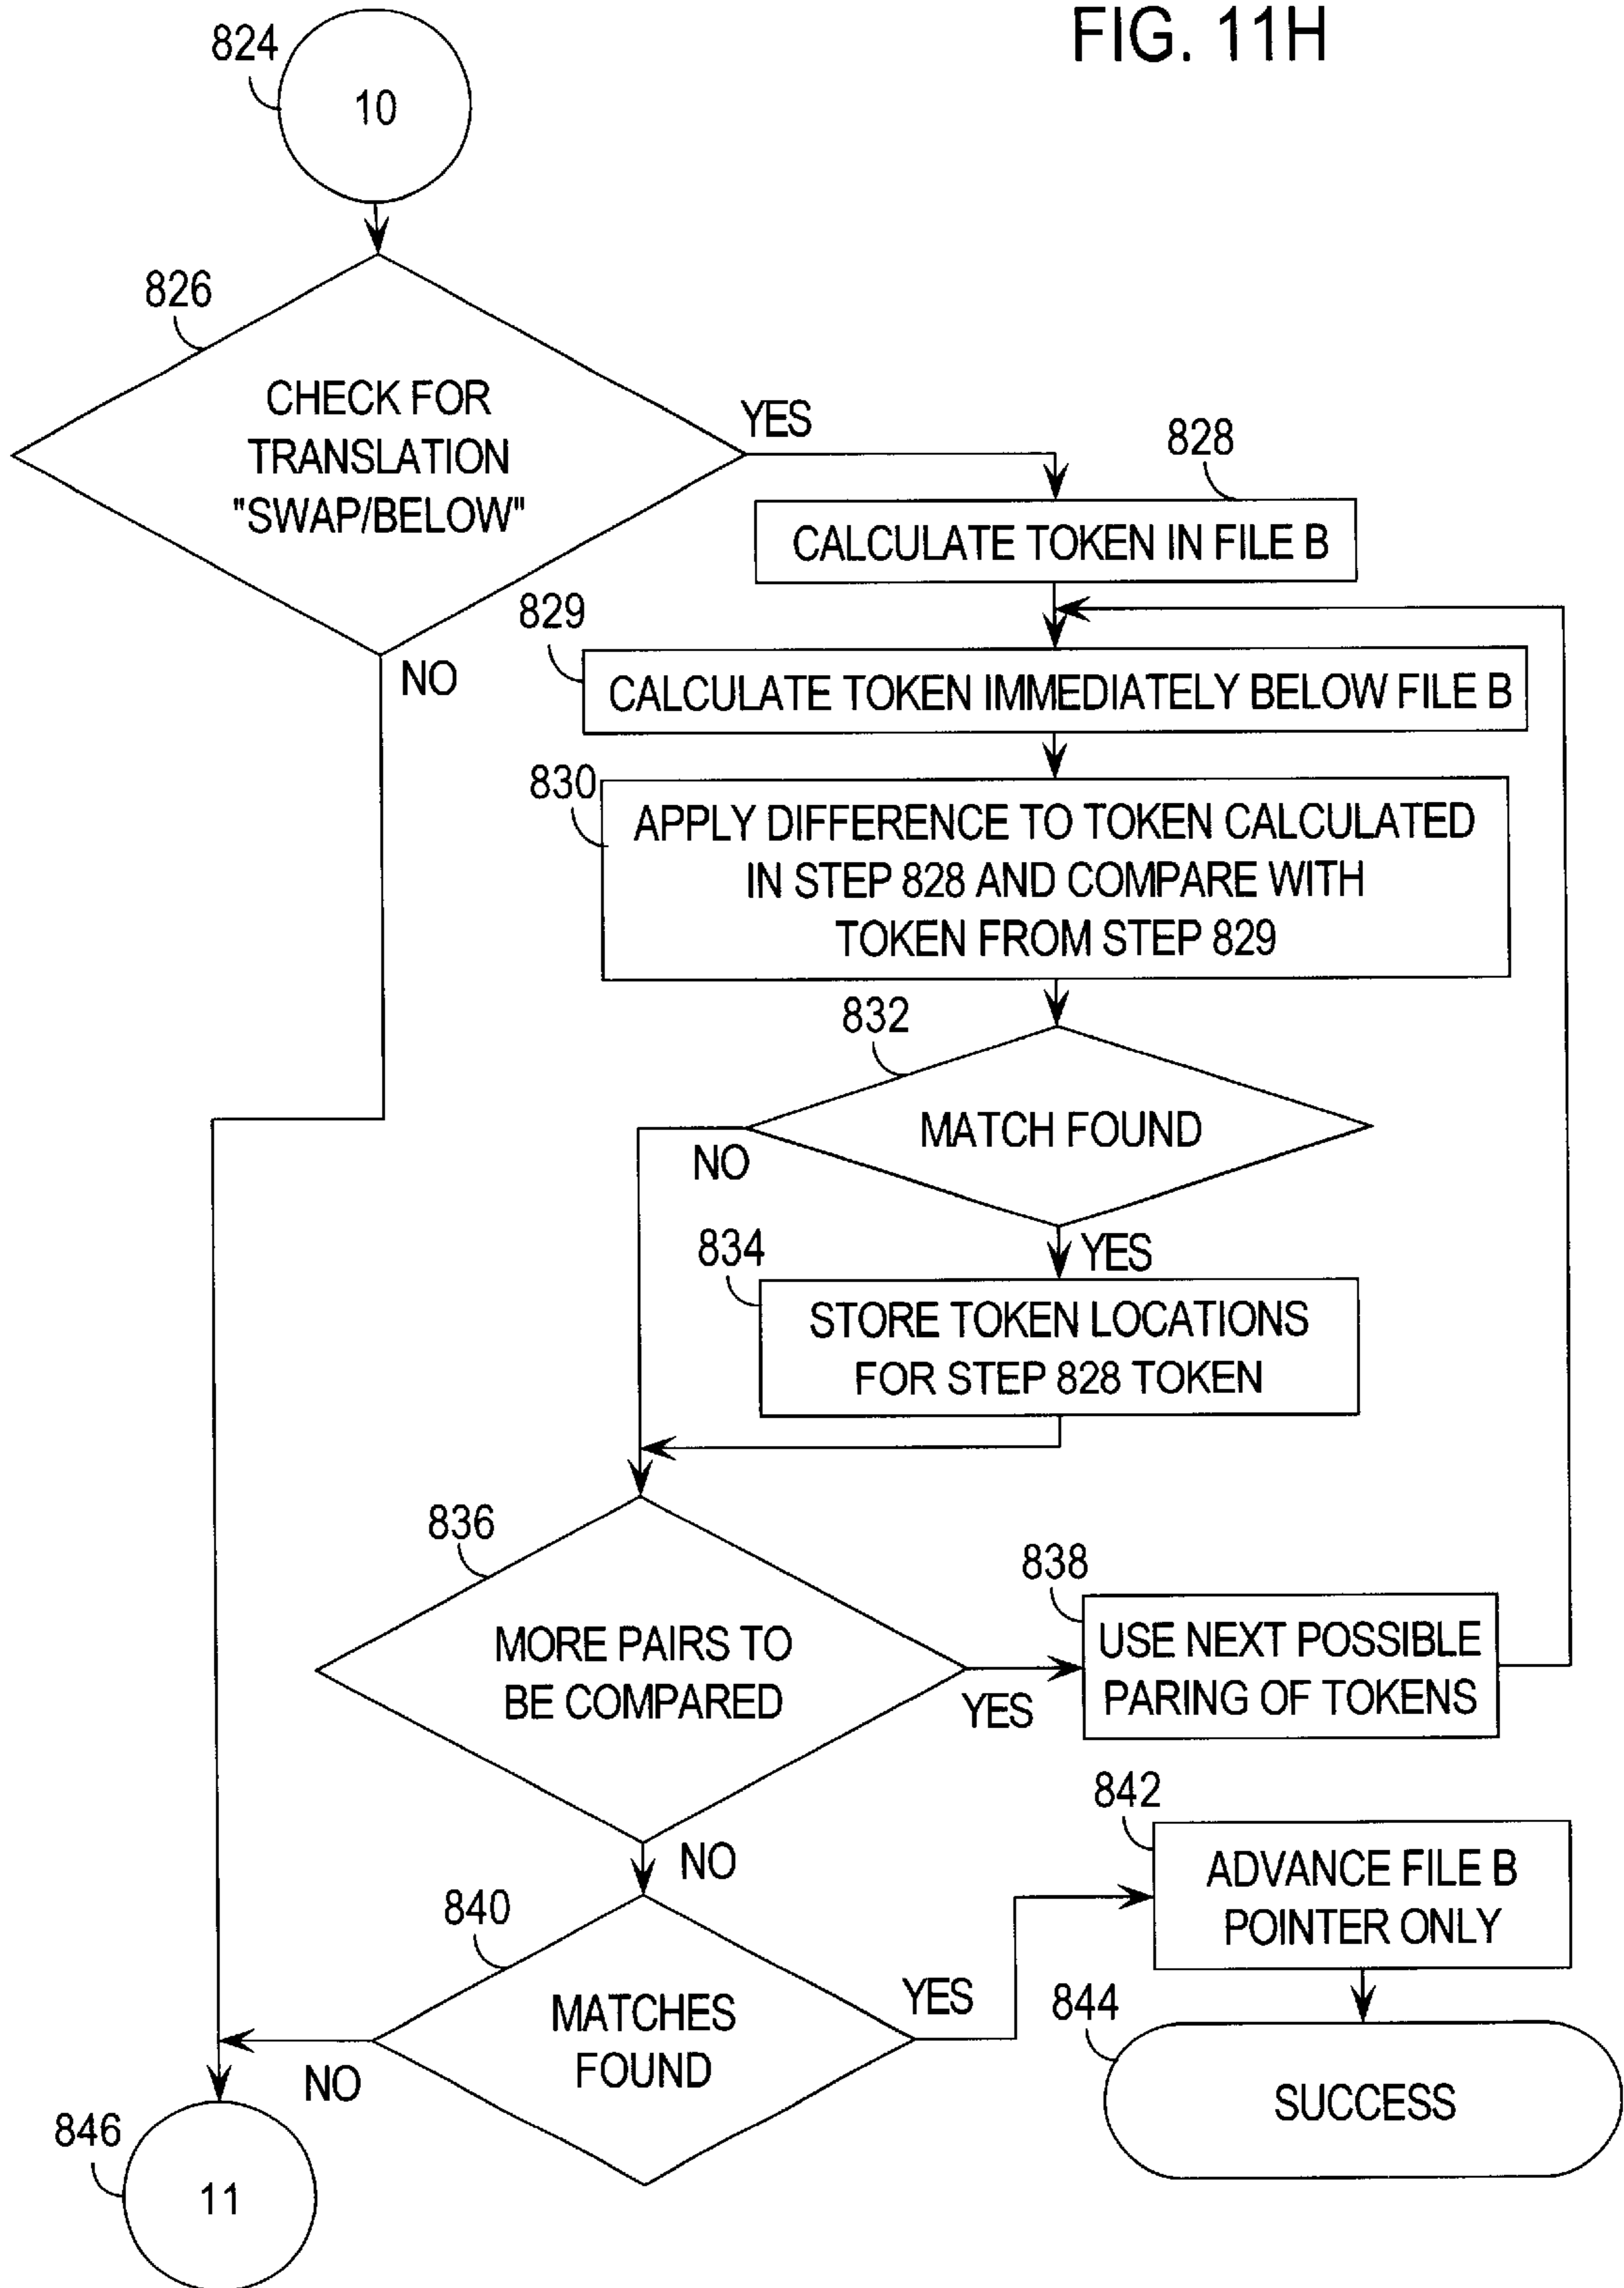 FIG. 11H
824
10
826
CHECK FOR
TRANSLATION
"SWAP/BELOW"
YES
NO
828
CALCULATE TOKEN IN FILE B
829
CALCULATE TOKEN IMMEDIATELY BELOW FILE B
830
APPLY DIFFERENCE TO TOKEN CALCULATED
IN STEP 828 AND COMPARE WITH
TOKEN FROM STEP 829
832
MATCH FOUND
NO
YES
834
STORE TOKEN LOCATIONS
FOR STEP 828 TOKEN
836
MORE PAIRS TO
BE COMPARED
YES
838
USE NEXT POSSIBLE
PARING OF TOKENS
NO
840
MATCHES
FOUND
YES
NO
842
ADVANCE FILE B
POINTER ONLY
844
SUCCESS
846
11